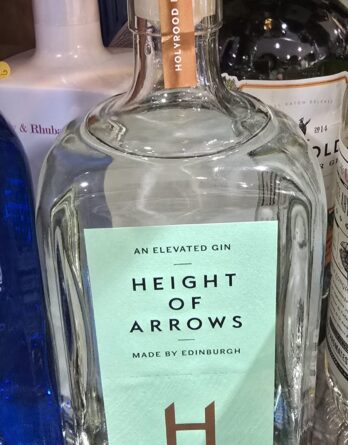 HOLYROOD
AN ELEVATED GIN
HEIGHT
OF
ARROWS
MADE BY EDINBURGH
H
& Rhuba
2014
OLD